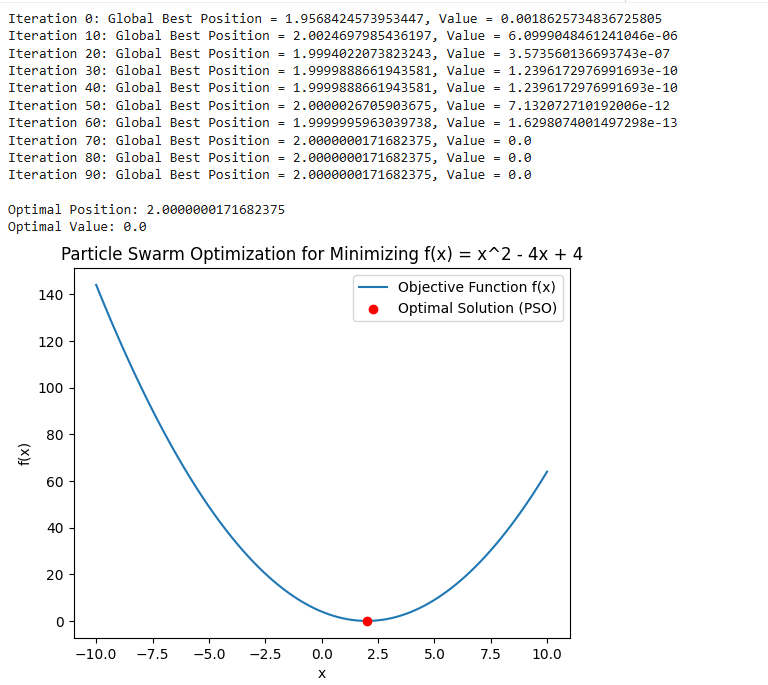 Iteration 0: Global Best Position = 1.9568424573953447, Value = 0.0018625734836725805
Iteration 10: Global Best Position = 2.0024697985436197, Value = 6.0999048461241046e-06
Iteration 20: Global Best Position = 1.9994022073823243, Value = 3.573560136693743e-07
Iteration 30: Global Best Position = 1.9999888661943581, Value = 1.2396172976991693e-10
Iteration 40: Global Best Position = 1.9999888661943581, Value = 1.2396172976991693e-10
Iteration 50: Global Best Position = 2.0000026705903675, Value = 7.132072710192006e-12
Iteration 60: Global Best Position = 1.9999995963039738, Value = 1.6298074001497298e-13
Iteration 70: Global Best Position = 2.0000000171682375, Value = 0.0
Iteration 80: Global Best Position = 2.0000000171682375, Value = 0.0
Iteration 90: Global Best Position = 2.0000000171682375, Value = 0.0
Optimal Position: 2.0000000171682375
Optimal Value: 0.0
Particle Swarm Optimization for Minimizing f(x) = x^2 - 4x + 4
Objective Function f(x)
Optimal Solution (PSO)
140
120
100
80
60
40
20
0
f(x)
−10.0 −7.5 −5.0 −2.5 0.0 2.5 5.0 7.5 10.0
x